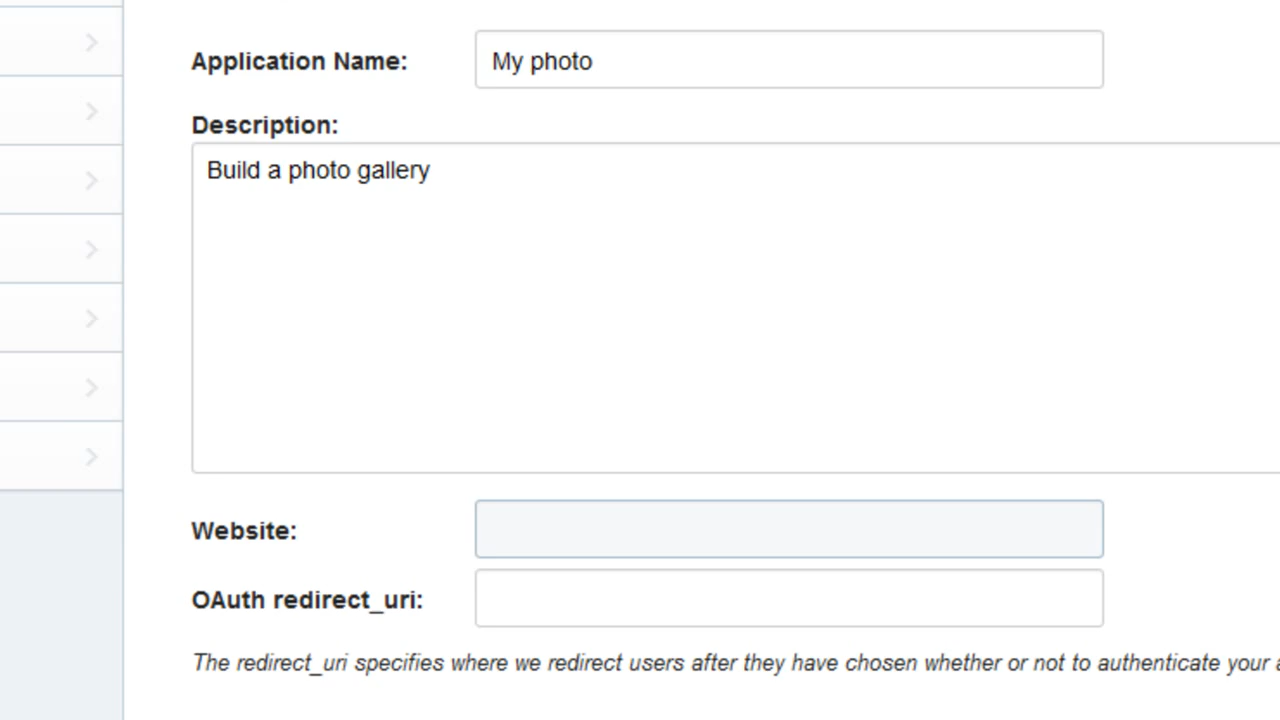 Application Name: My photo
Description:
Build a photo gallery
Website:
OAuth redirect_uri:
The redirect_uri specifies where we redirect users after they have chosen whether or not to authenticate your